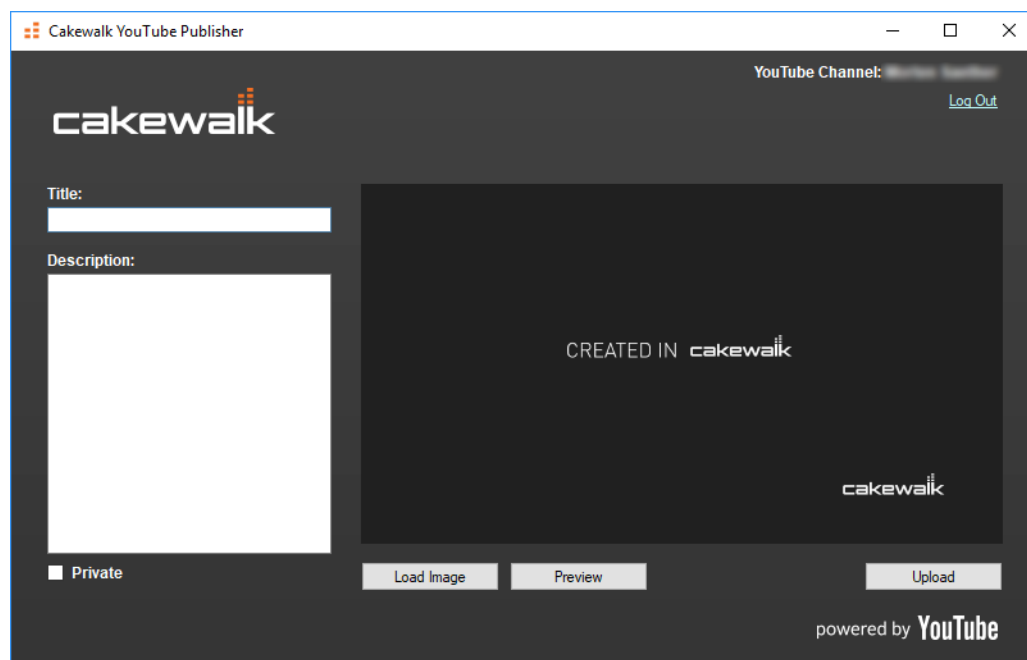 Cakewalk YouTube Publisher
YouTube Channel:
Log Out
cakewalk
Title:
Description:
CREATED IN cakewalk
cakewalk
Private
Load Image
Preview
Upload
powered by YouTube